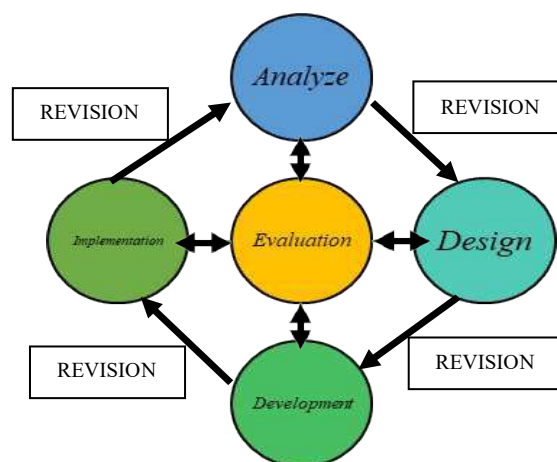 Analyze
REVISION
REVISION
Implementation
Evaluation
Design
REVISION
REVISION
Development